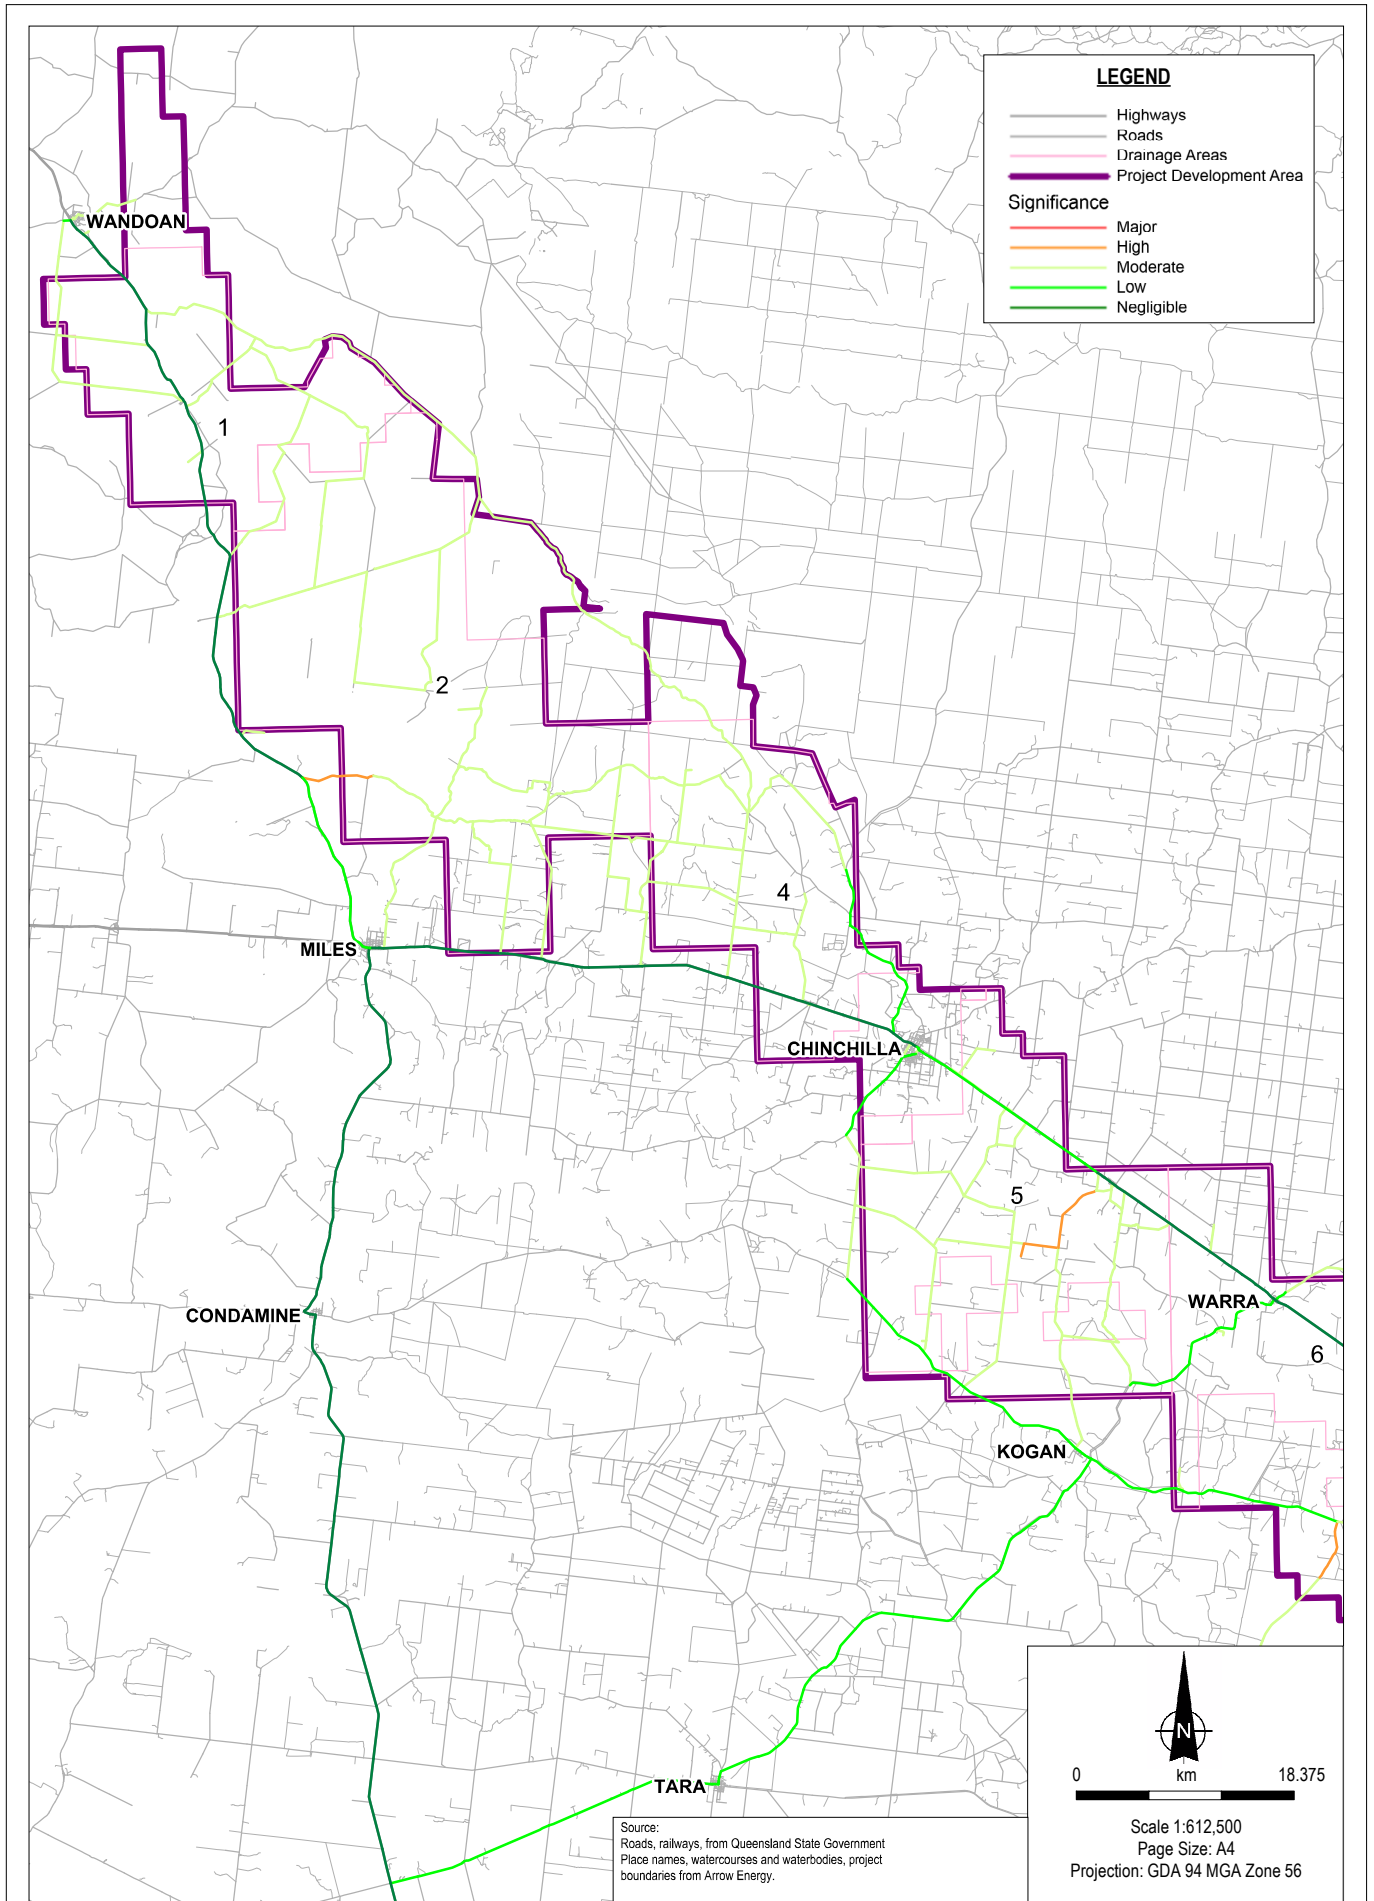 LEGEND
Highways
Roads
Drainage Areas
Project Development Area
Significance
Major
High
Moderate
Low
Negligible
WANDOAN
1
2
4
MILES
CHINCHILLA
5
CONDAMINE
WARRA
6
KOGAN
TARA
N
0 km 18.375
Scale 1:612,500
Page Size: A4
Projection: GDA 94 MGA Zone 56
Source:
Roads, railways, from Queensland State Government
Place names, watercourses and waterbodies, project
boundaries from Arrow Energy.